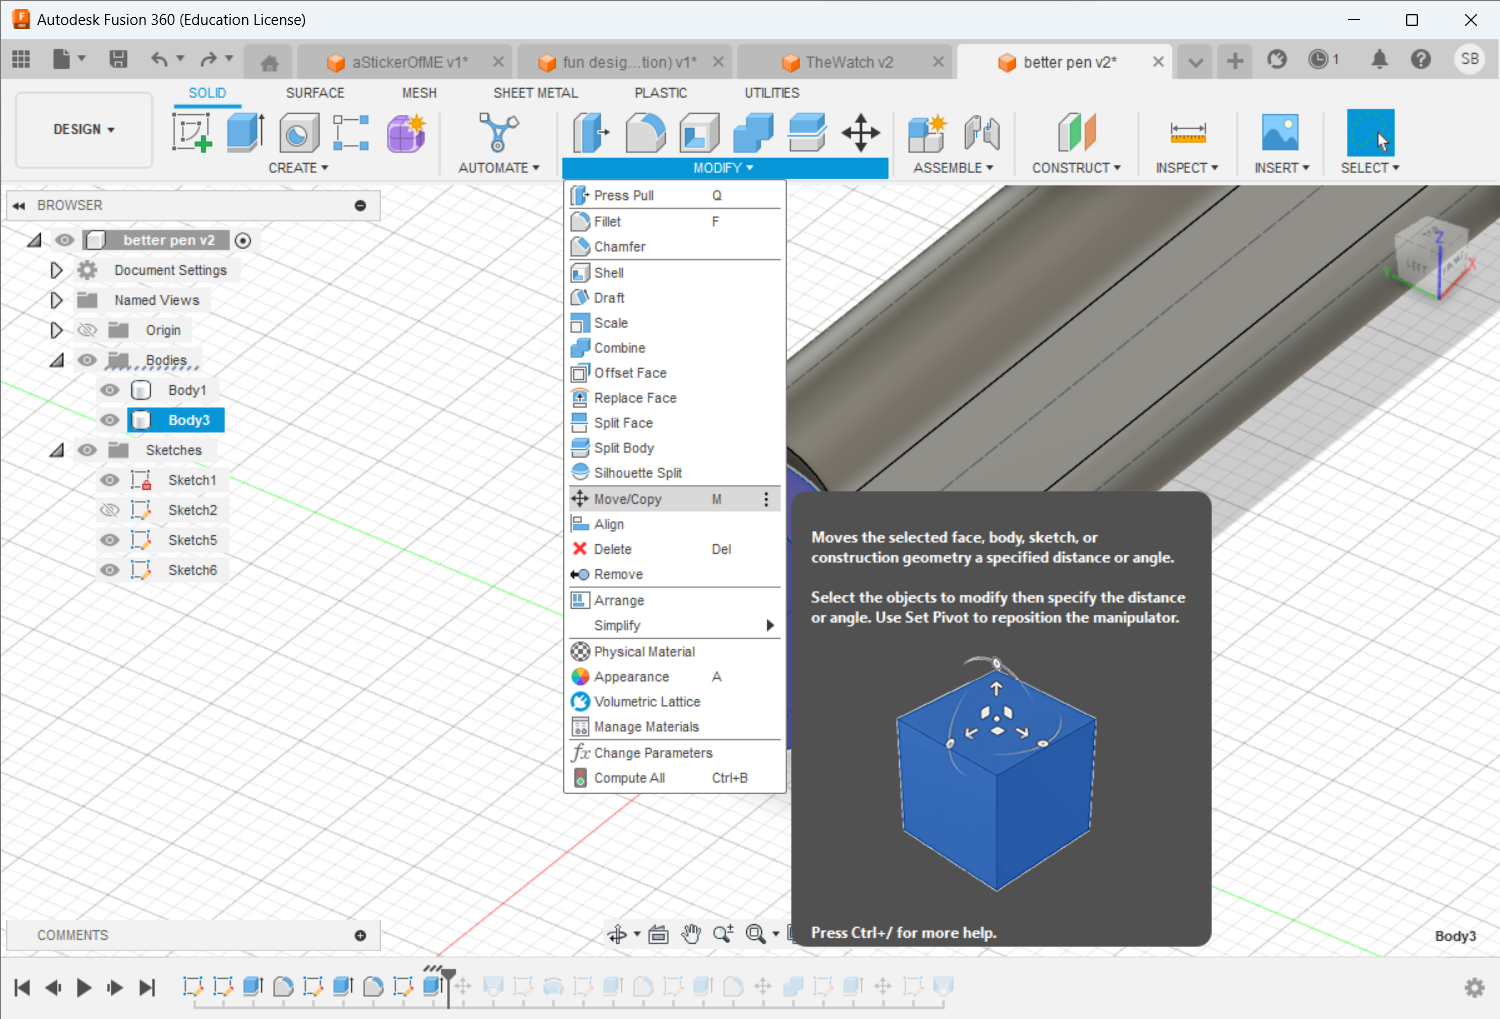 Autodesk Fusion 360 (Education License)
aStickerOfME v1*
fun desig...tion) v1*
TheWatch v2
better pen v2*
1
SB
SOLID
SURFACE
MESH
SHEET METAL
PLASTIC
UTILITIES
DESIGN
CREATE
AUTOMATE
MODIFY
ASSEMBLE
CONSTRUCT
INSPECT
INSERT
SELECT
BROWSER
better pen v2
Document Settings
Named Views
Origin
Bodies
Body1
Body3
Sketches
Sketch1
Sketch2
Sketch5
Sketch6
Press Pull Q
Fillet F
Chamfer
Shell
Draft
Scale
Combine
Offset Face
Replace Face
Split Face
Split Body
Silhouette Split
Move/Copy M
Align
Delete Del
Remove
Arrange
Simplify
Physical Material
Appearance A
Volumetric Lattice
Manage Materials
fx Change Parameters
Compute All Ctrl+B
Z
LEFT
Y
X
Moves the selected face, body, sketch, or
construction geometry a specified distance or angle.
Select the objects to modify then specify the distance
or angle. Use Set Pivot to reposition the manipulator.
Press Ctrl+/ for more help.
COMMENTS
Body3